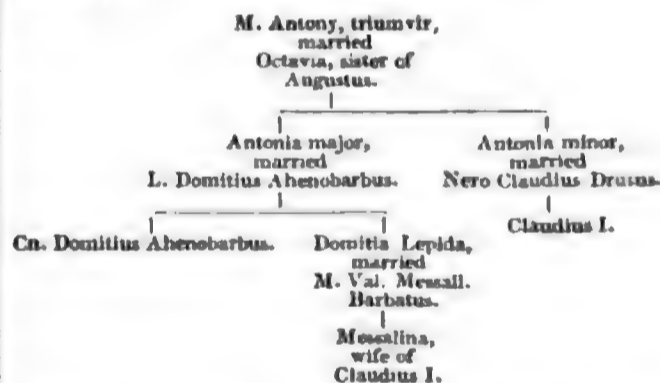 M. Antony, triumvir,
married
Octavia, sister of
Augustus.
Antonia major,
married
L. Domitius Ahenobarbus.
Antonia minor,
married
Nero Claudius Drusus.
Claudius I.
Cn. Domitius Ahenobarbus.
Domitia Lepida,
married
M. Val. Messall.
Barbatus.
Messalina,
wife of
Claudius I.